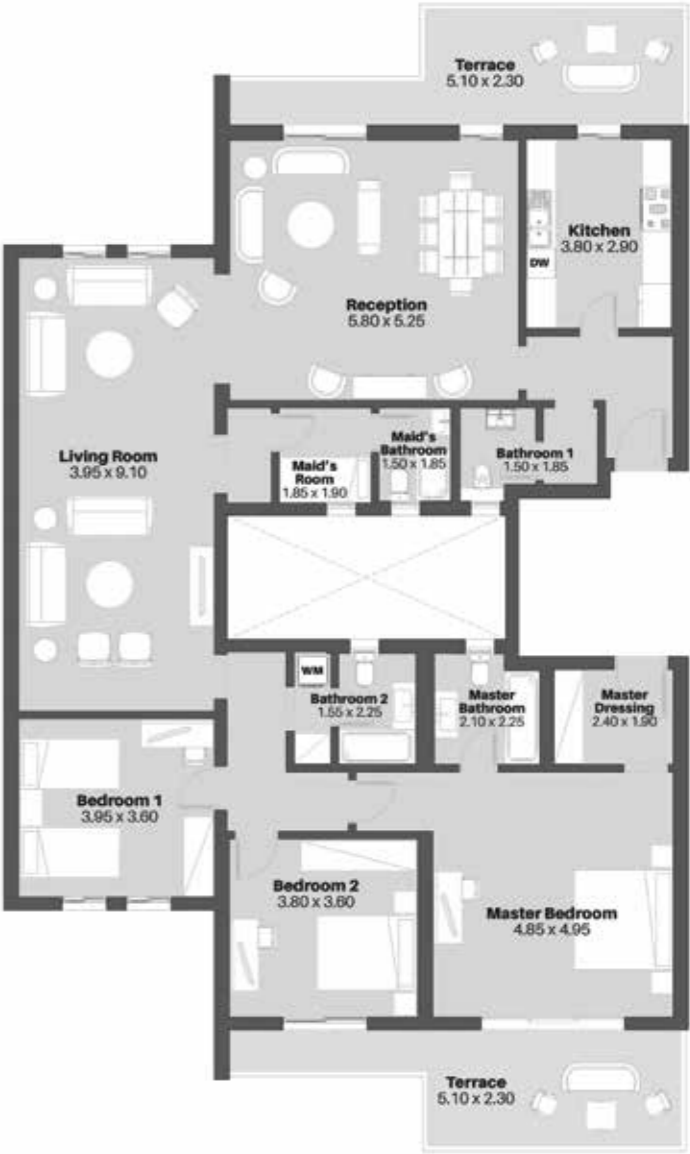 Terrace
5.10 x 2.30
Kitchen
3.80 x 2.90
DW
Reception
5.80 x 5.25
Living Room
3.95 x 9.10
Maid's
Room
1.85 x 1.90
Maid's
Bathroom
1.50 x 1.85
Bathroom 1
1.50 x 1.85
WM
Bathroom 2
1.55 x 2.25
Master
Bathroom
2.10 x 2.25
Master
Dressing
2.40 x 1.90
Bedroom 1
3.95 x 3.60
Bedroom 2
3.80 x 3.60
Master Bedroom
4.85 x 4.95
Terrace
5.10 x 2.30